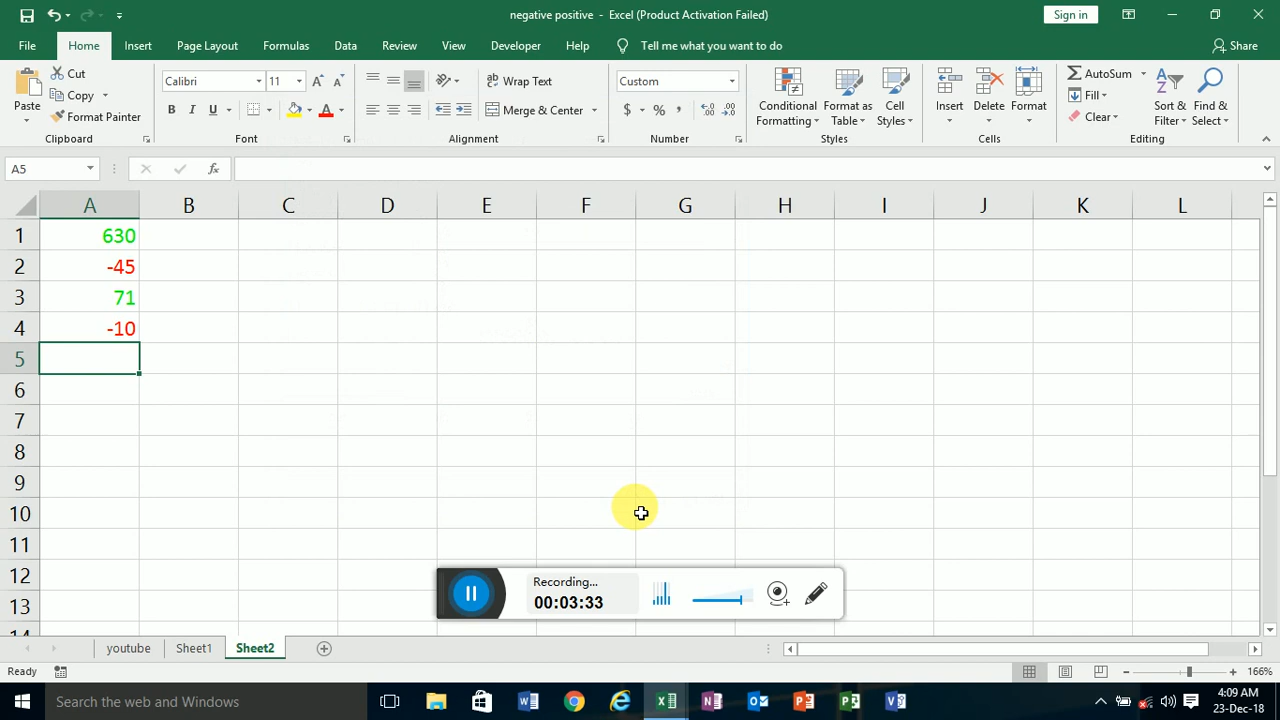 negative positive - Excel (Product Activation Failed)
Sign in
File Home Insert Page Layout Formulas Data Review View Developer Help Tell me what you want to do Share
Paste
Cut
Copy
Format Painter
Clipboard
Calibri 11
B I U
Font
Wrap Text
Merge & Center
Alignment
Custom
$ % ,
Number
Conditional Formatting
Format as Table
Cell Styles
Styles
Insert
Delete
Format
Cells
AutoSum
Fill
Clear
Sort & Filter
Find & Select
Editing
A5 fx
A B C D E F G H I J K L
1 630
2 -45
3 71
4 -10
5
6
7
8
9
10
11
12
13
14
Recording...
00:03:33
youtube Sheet1 Sheet2
Ready 166%
Search the web and Windows
4:09 AM
23-Dec-18